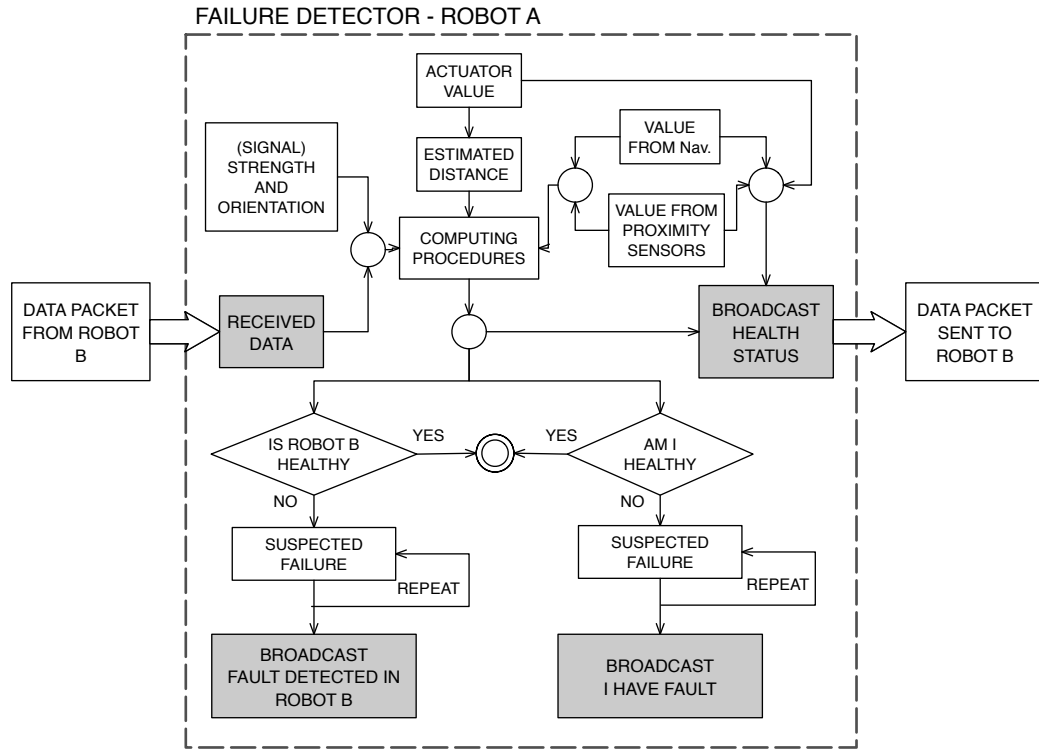 FAILURE DETECTOR - ROBOT A
ACTUATOR
VALUE
(SIGNAL)
STRENGTH
AND
ORIENTATION
ESTIMATED
DISTANCE
VALUE
FROM Nav.
COMPUTING
PROCEDURES
VALUE FROM
PROXIMITY
SENSORS
DATA PACKET
FROM ROBOT
B
RECEIVED
DATA
BROADCAST
HEALTH
STATUS
DATA PACKET
SENT TO
ROBOT B
IS ROBOT B
HEALTHY
YES
YES
AM I
HEALTHY
NO
NO
SUSPECTED
FAILURE
REPEAT
SUSPECTED
FAILURE
REPEAT
BROADCAST
FAULT DETECTED IN
ROBOT B
BROADCAST
I HAVE FAULT